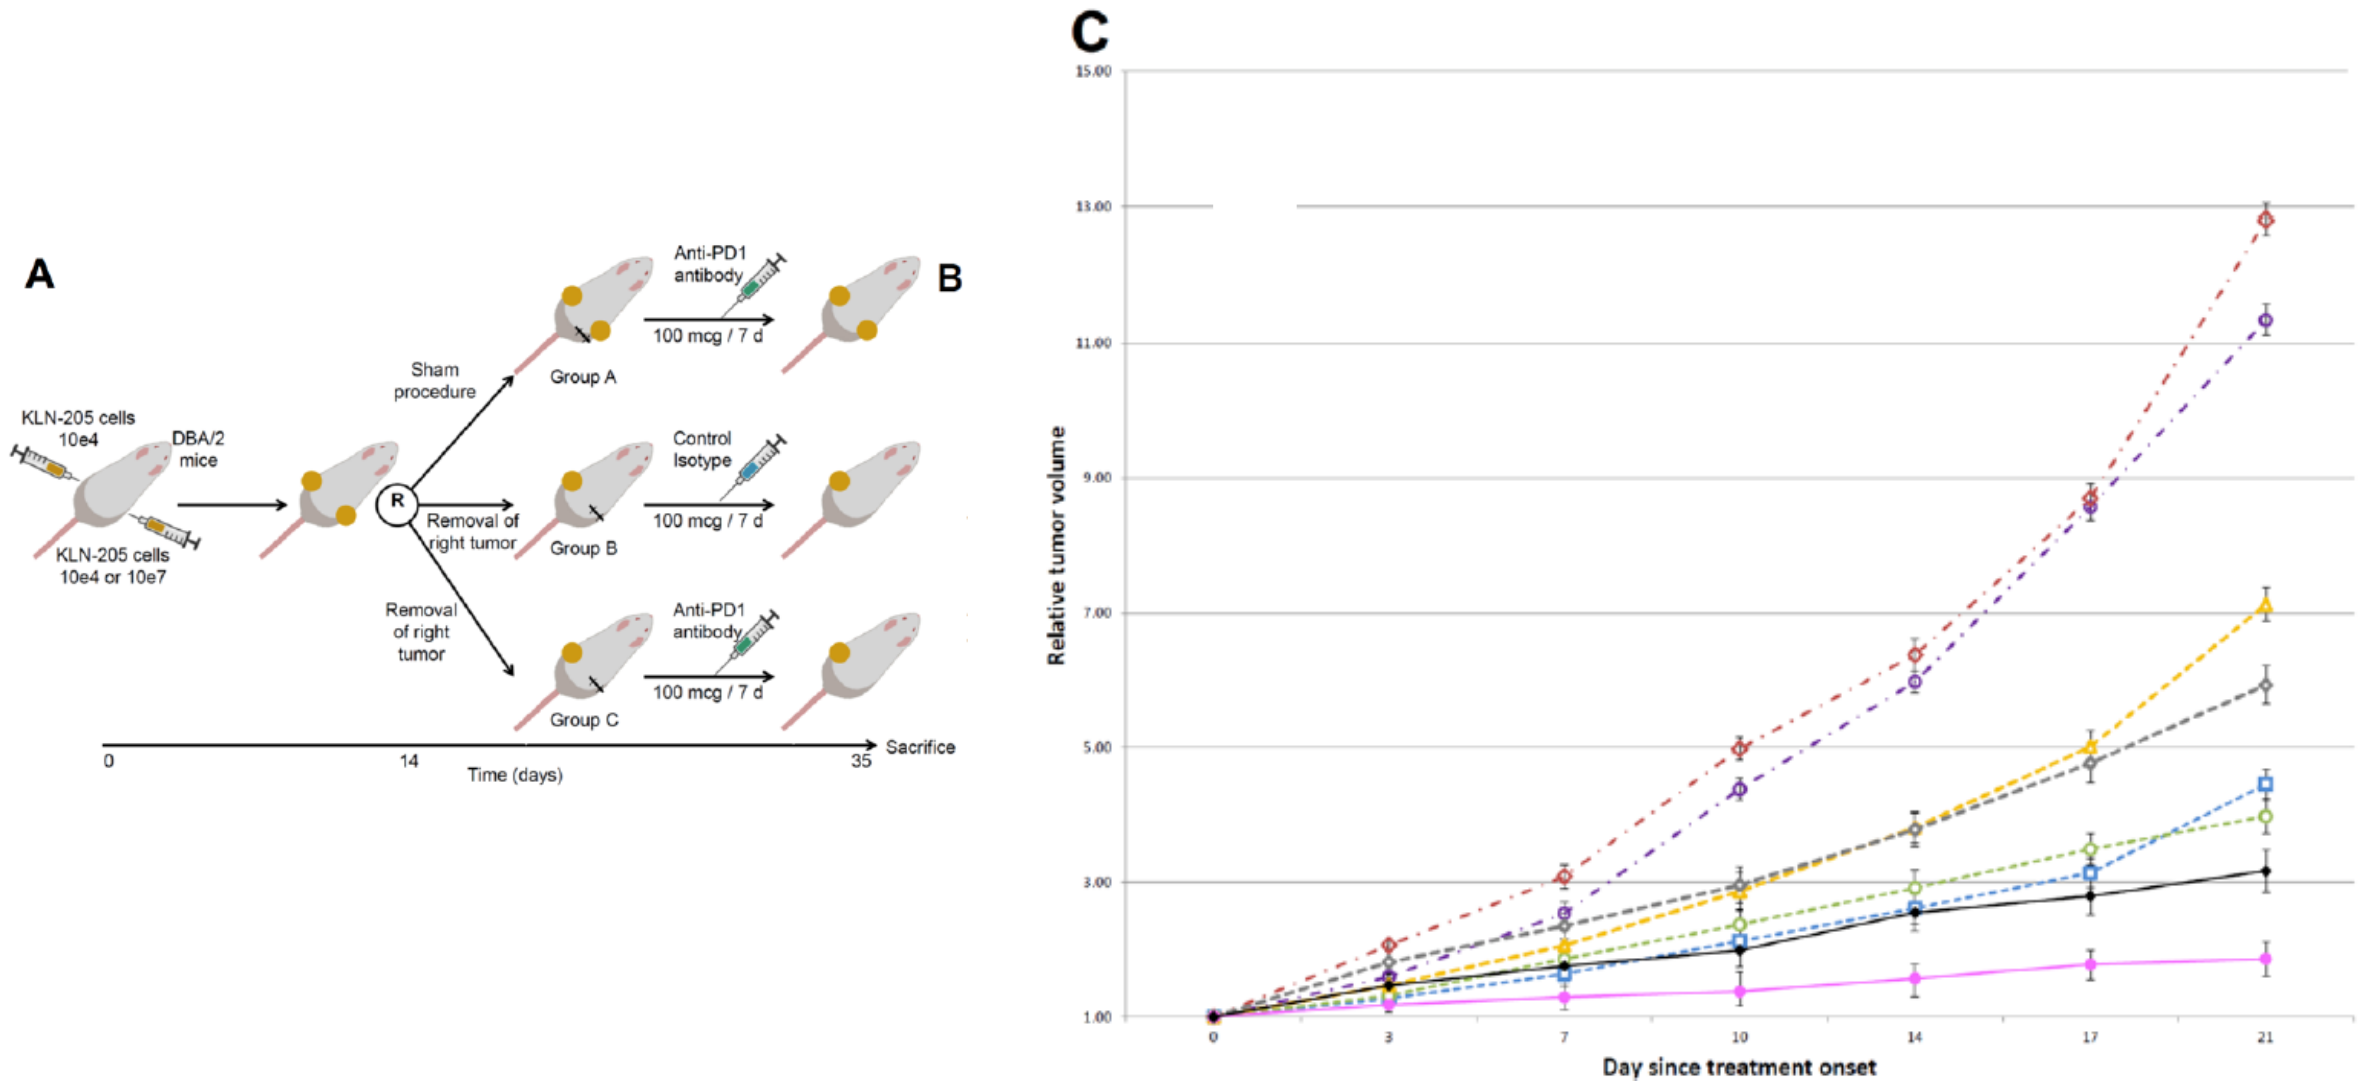 A
KLN-205 cells
10e4
DBA/2
mice
KLN-205 cells
10e4 or 10e7
R
Sham
procedure
Removal of
right tumor
Removal
of right
tumor
Group A
Group B
Group C
Anti-PD1
antibody
100 mcg / 7 d
Control
Isotype
100 mcg / 7 d
Anti-PD1
antibody
100 mcg / 7 d
0
14
35
Sacrifice
Time (days)
B
C
Relative tumor volume
15.00
13.00
11.00
9.00
7.00
5.00
3.00
1.00
0
3
7
10
14
17
21
Day since treatment onset